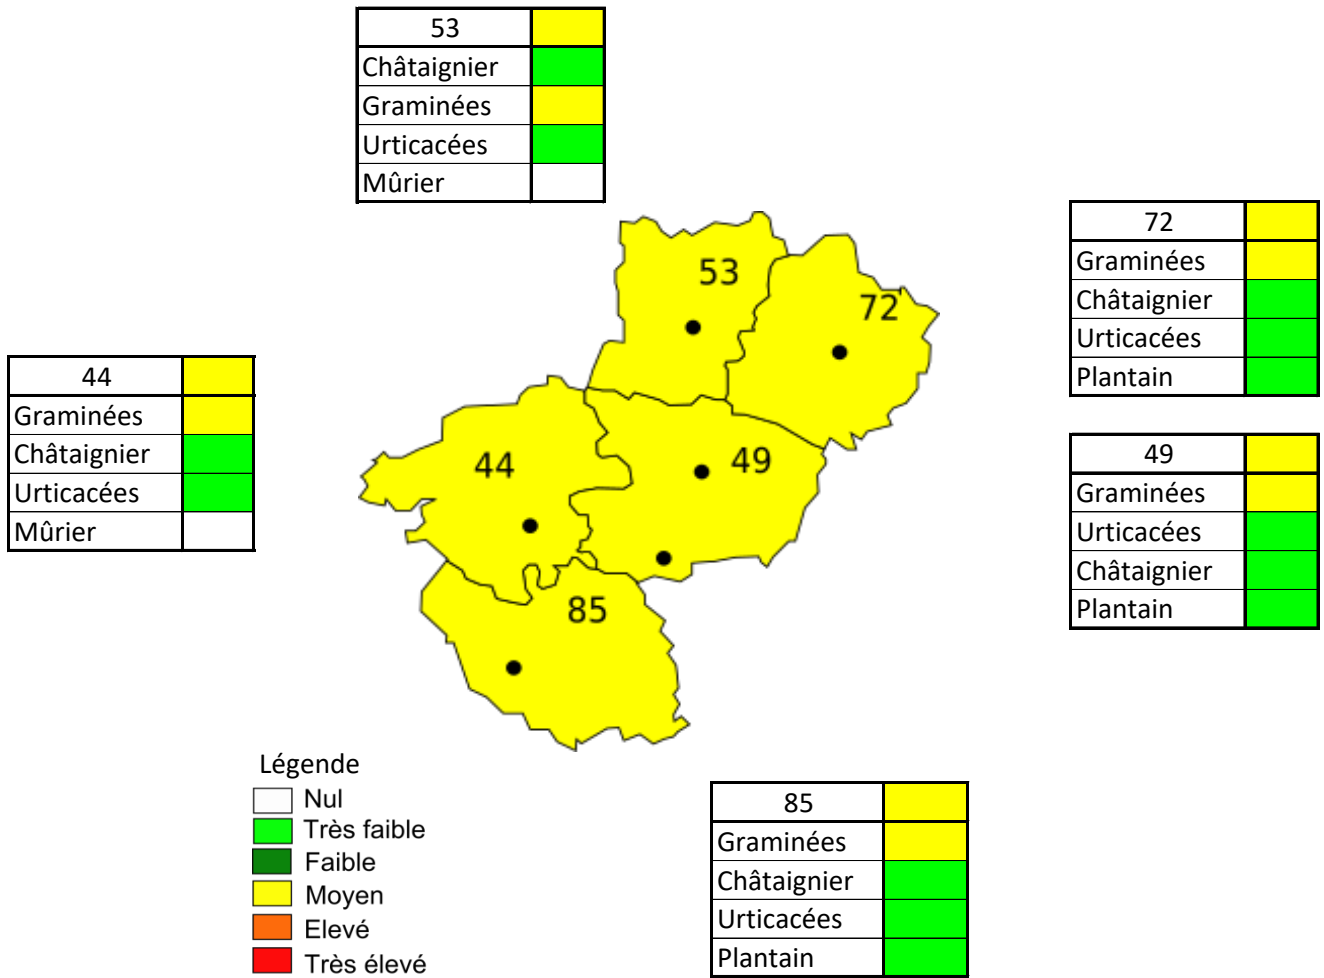 53
Châtaignier
Graminées
Urticacées
Mûrier
72
Graminées
Châtaignier
Urticacées
Plantain
44
Graminées
Châtaignier
Urticacées
Mûrier
49
Graminées
Urticacées
Châtaignier
Plantain
53
72
44
49
85
Légende
Nul
Très faible
Faible
Moyen
Elevé
Très élevé
85
Graminées
Châtaignier
Urticacées
Plantain